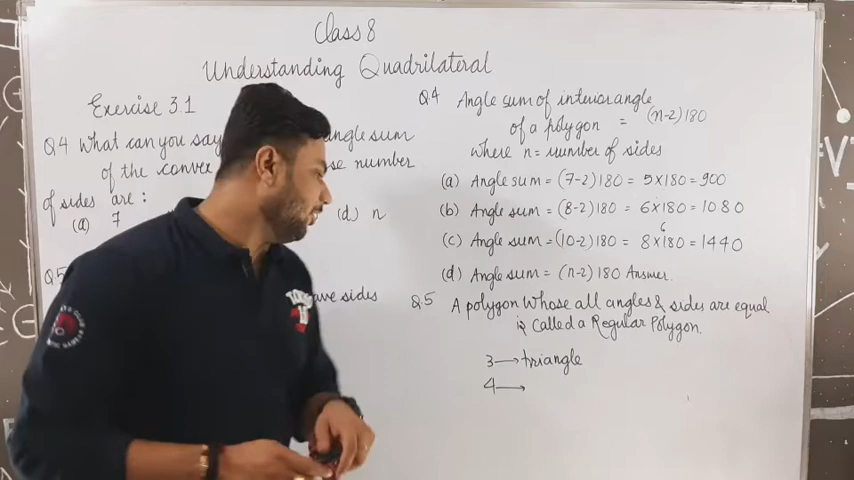 Class 8
Understanding Quadrilateral
Exercise 3.1
Q4 What can you say angle sum
of the convex se number
of sides are :
(a) 7
(d) n
Q5
ave sides
Q4 Angle sum of interior angle
of a polygon = (n-2)180
where n = number of sides
(a) Angle sum = (7-2)180 = 5×180 = 900
(b) Angle sum = (8-2)180 = 6×180 = 1080
(c) Angle sum = (10-2)180 = 8×180 = 1440
6
(d) Angle sum = (n-2)180 Answer.
Q.5 A polygon whose all angles & sides are equal
is called a Regular Polygon.
3 → triangle
4 →